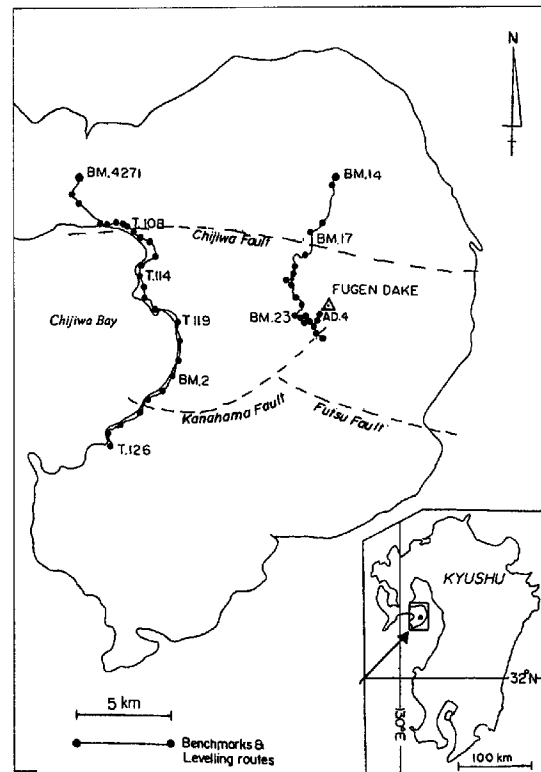 N
BM.4271
BM.14
T.108
Chijiwa Fault
BM.17
T.114
FUGEN DAKE
Chijiwa Bay
T.119
BM.23
AD.4
BM.2
Kanahama Fault
Futsu Fault
T.126
KYUSHU
32°N
130°E
100 km
5 km
Benchmarks &
Levelling routes